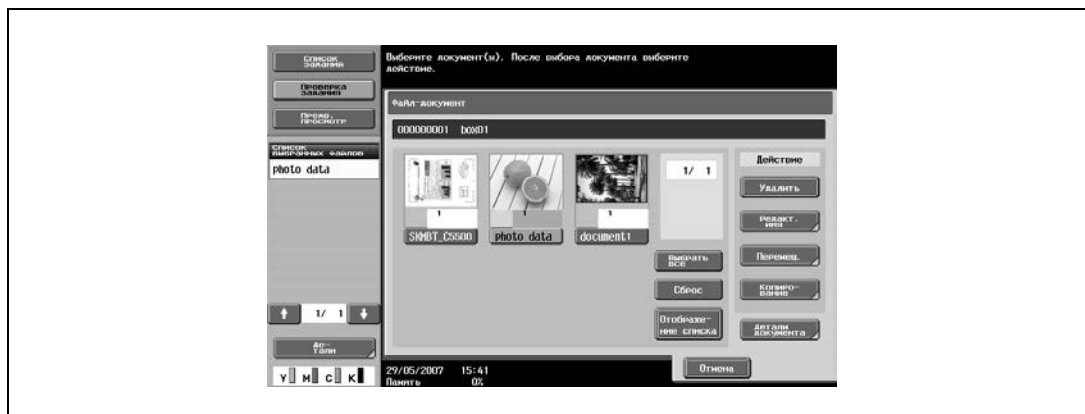 Список
задания
Проверка
задания
Пред.
просмотр
Список
выбранных файлов
photo data
1/ 1
Де-
тали
Y M C K
Выберите документ(ы). После выбора документа выберите
действие.
Файл-документ
000000001 box01
1
SKMBT_C5500
1
photo data
1
document1
1/ 1
Выбрать
все
Сброс
Отображе-
ние списка
Действие
Удалить
Редакт.
имя
Перемещ.
Копиро-
вание
Детали
документа
29/05/2007 15:41
Память 0%
Отмена